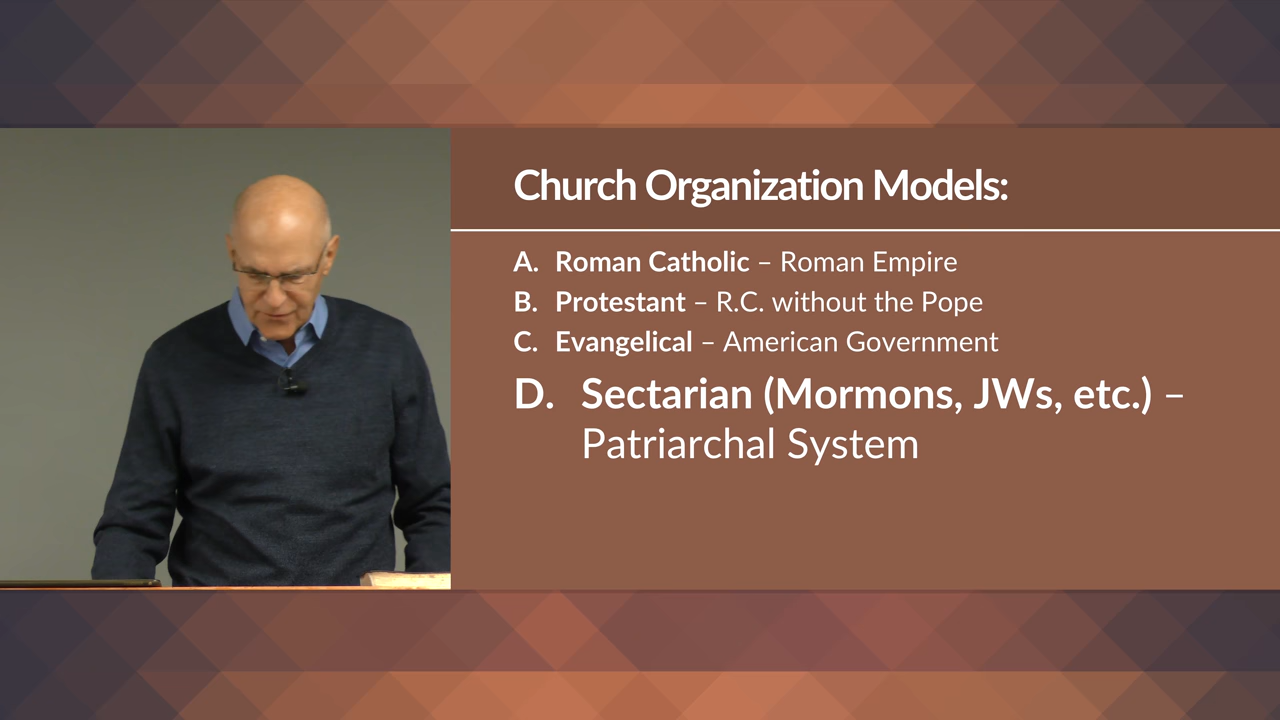 Church Organization Models:
A. Roman Catholic – Roman Empire
B. Protestant – R.C. without the Pope
C. Evangelical – American Government
D. Sectarian (Mormons, JWs, etc.) –
Patriarchal System